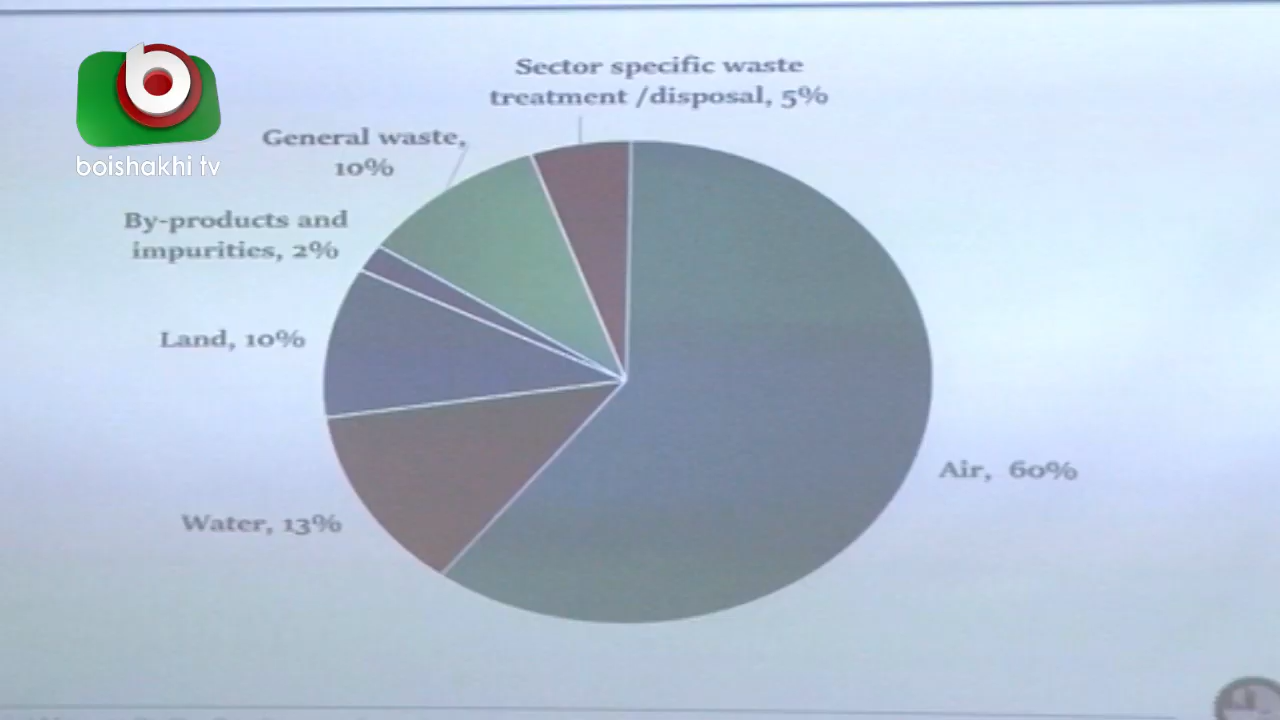 boishakhi tv
Sector specific waste
treatment /disposal, 5%
General waste,
10%
By-products and
impurities, 2%
Land, 10%
Water, 13%
Air, 60%